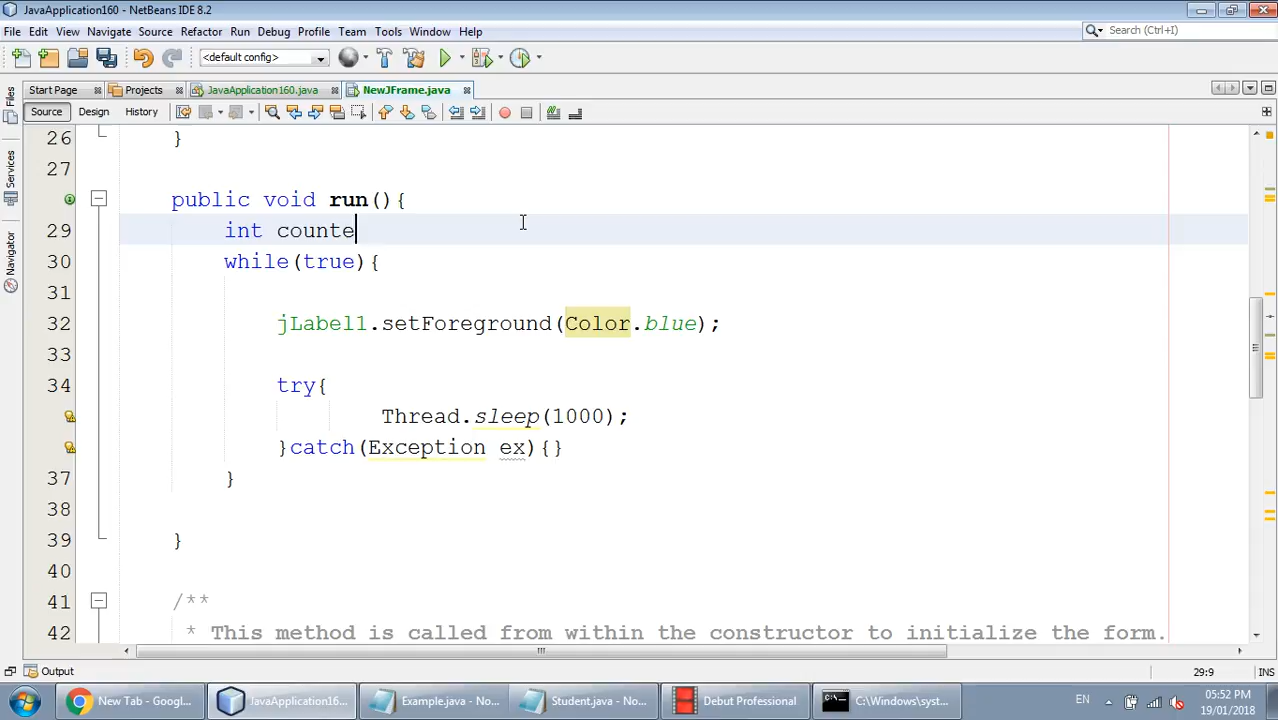 JavaApplication160 - NetBeans IDE 8.2
File Edit View Navigate Source Refactor Run Debug Profile Team Tools Window Help
Search (Ctrl+I)
<default config>
Start Page Projects JavaApplication160.java NewJFrame.java
Source Design History
Files
Services
Navigator
26 }
27
public void run(){
29 int counte
30 while(true){
31
32 jLabel1.setForeground(Color.blue);
33
34 try{
Thread.sleep(1000);
}catch(Exception ex){}
37 }
38
39 }
40
41 /**
42 * This method is called from within the constructor to initialize the form.
Output
29:9 INS
New Tab - Googl... JavaApplication16... Example.java - No... Student.java - No... Debut Professional C:\Windows\syst... EN 05:52 PM
19/01/2018